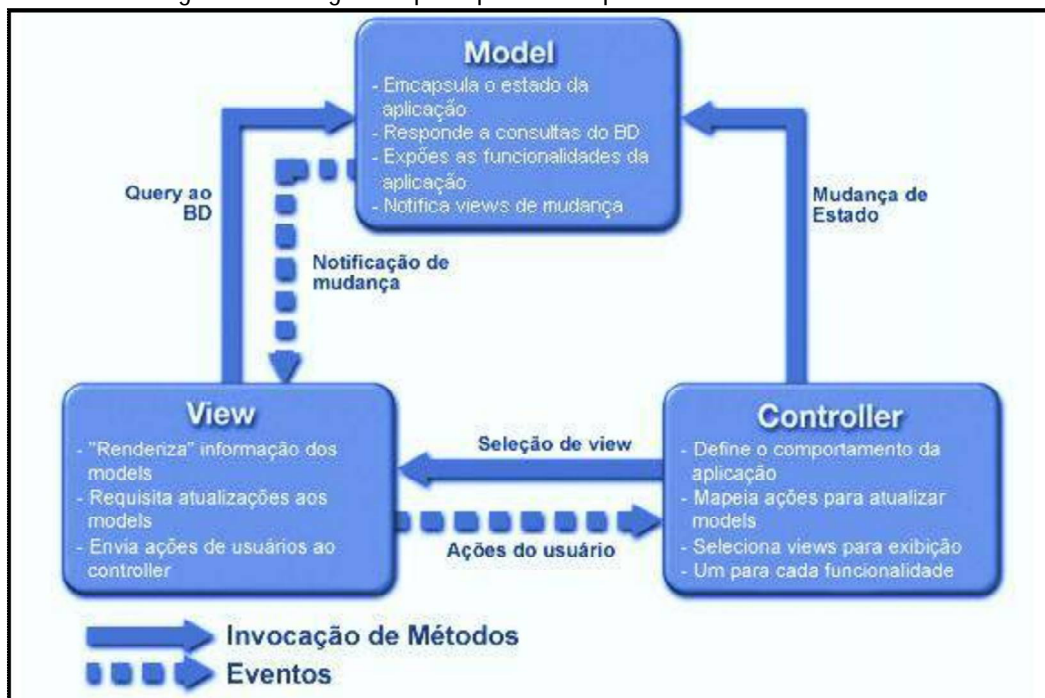 Model
- Emcapsula o estado da
aplicação
- Responde a consultas do BD
- Expões as funcionalidades da
aplicação
- Notifica views de mudança
Query ao
BD
Mudança de
Estado
Notificação de
mudança
View
- "Renderiza" informação dos
models
- Requisita atualizações aos
models
- Envia ações de usuários ao
controller
Seleção de view
Ações do usuário
Controller
- Define o comportamento da
aplicação
- Mapeia ações para atualizar
models
- Seleciona views para exibição
- Um para cada funcionalidade
Invocação de Métodos
Eventos